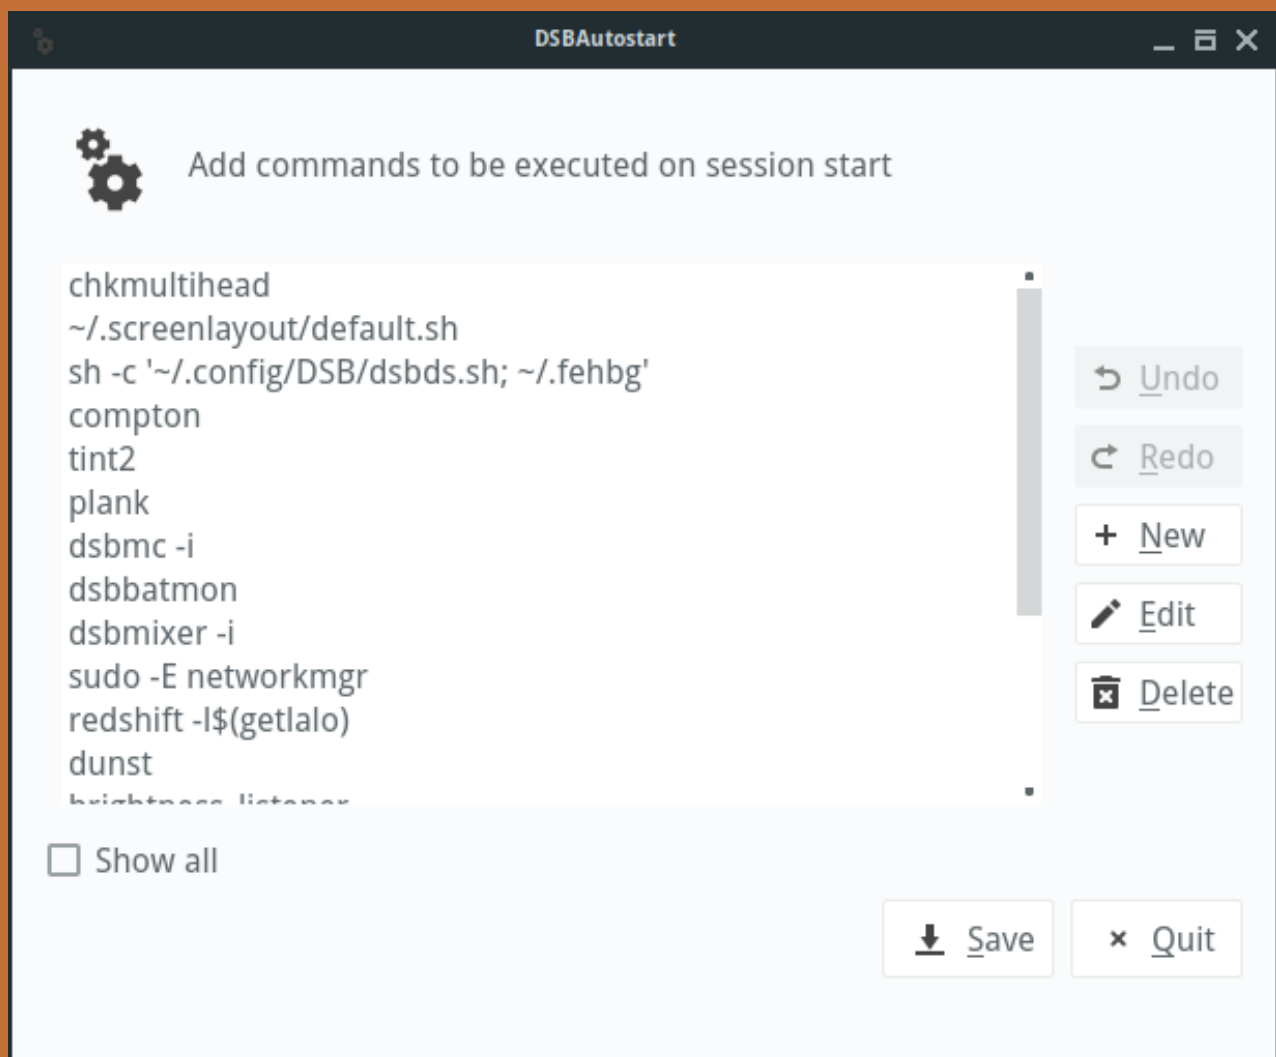 DSBAutostart
Add commands to be executed on session start
chkmultihead
~/.screenlayout/default.sh
sh -c '~/.config/DSB/dsbds.sh; ~/.fehbg'
compton
tint2
plank
dsbmc -i
dsbbatmon
dsbmixer -i
sudo -E networkmgr
redshift -l$(getlalo)
dunst
Undo
Redo
New
Edit
Delete
Show all
Save
Quit